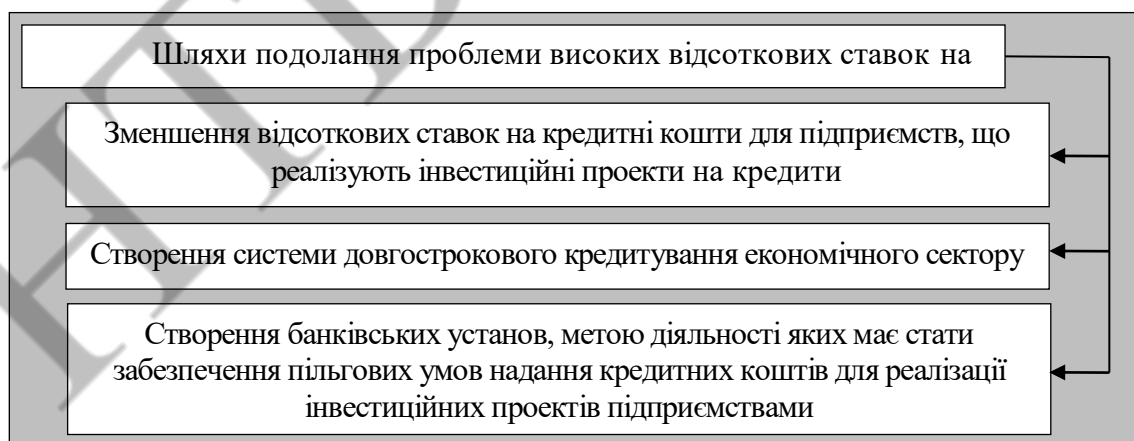 Шляхи подолання проблеми високих відсоткових ставок на
Зменшення відсоткових ставок на кредитні кошти для підприємств, що
реалізують інвестиційні проекти на кредити
Створення системи довгострокового кредитування економічного сектору
Створення банківських установ, метою діяльності яких має стати
забезпечення пільгових умов надання кредитних коштів для реалізації
інвестиційних проектів підприємствами